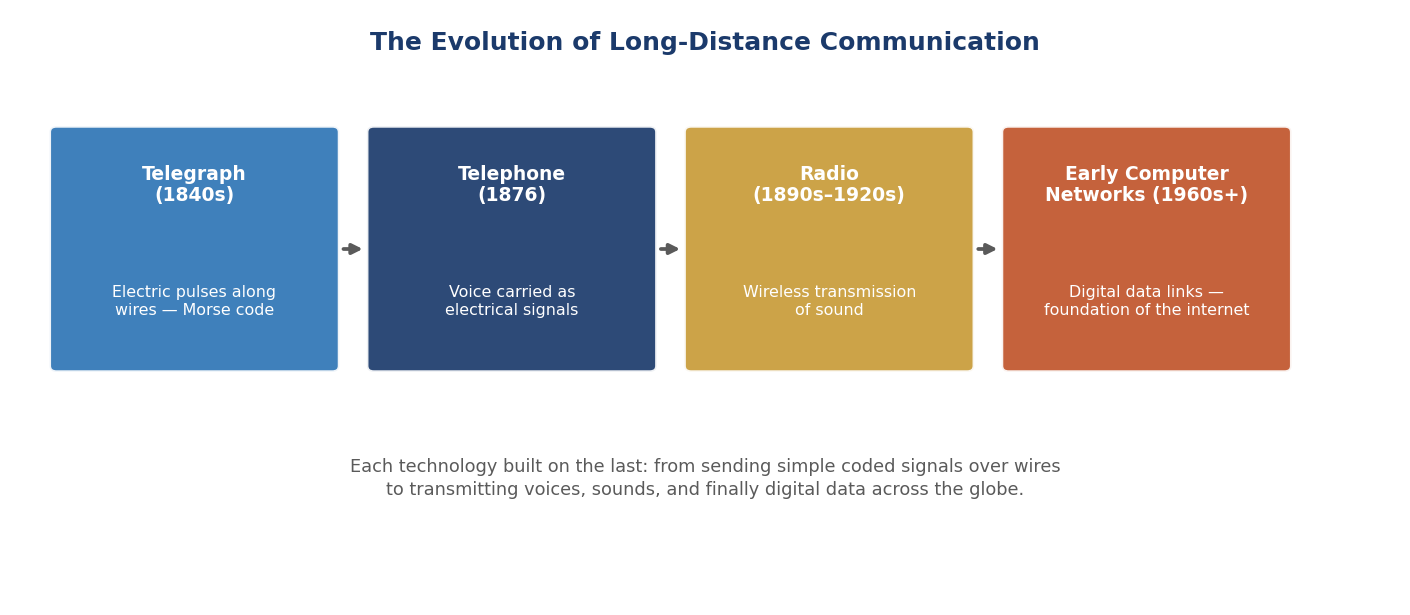 The Evolution of Long-Distance Communication
Telegraph
(1840s)
Electric pulses along
wires — Morse code
Telephone
(1876)
Voice carried as
electrical signals
Radio
(1890s–1920s)
Wireless transmission
of sound
Early Computer
Networks (1960s+)
Digital data links —
foundation of the internet
Each technology built on the last: from sending simple coded signals over wires
to transmitting voices, sounds, and finally digital data across the globe.